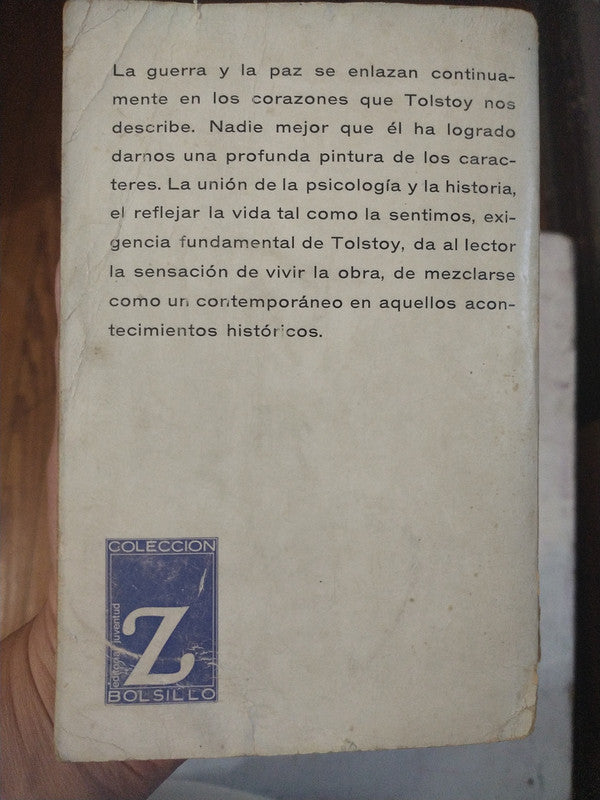 La guerra y la paz se enlazan continua-
mente en los corazones que Tolstoy nos
describe. Nadie mejor que él ha logrado
darnos una profunda pintura de los carac-
teres. La unión de la psicología y la historia,
el reflejar la vida tal como la sentimos, exi-
gencia fundamental de Tolstoy, da al lector
la sensación de vivir la obra, de mezclarse
como un contemporáneo en aquellos acon-
tecimientos históricos.
COLECCION
editorial juventud
Z
BOLSILLO